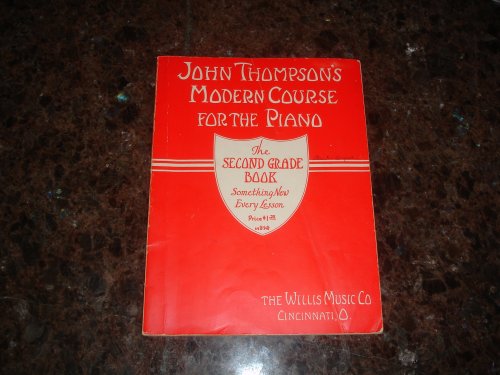 JOHN THOMPSON'S
MODERN COURSE
FOR THE PIANO
The
SECOND GRADE
BOOK
Something New
Every Lesson
THE WILLIS MUSIC CO
CINCINNATI, O.